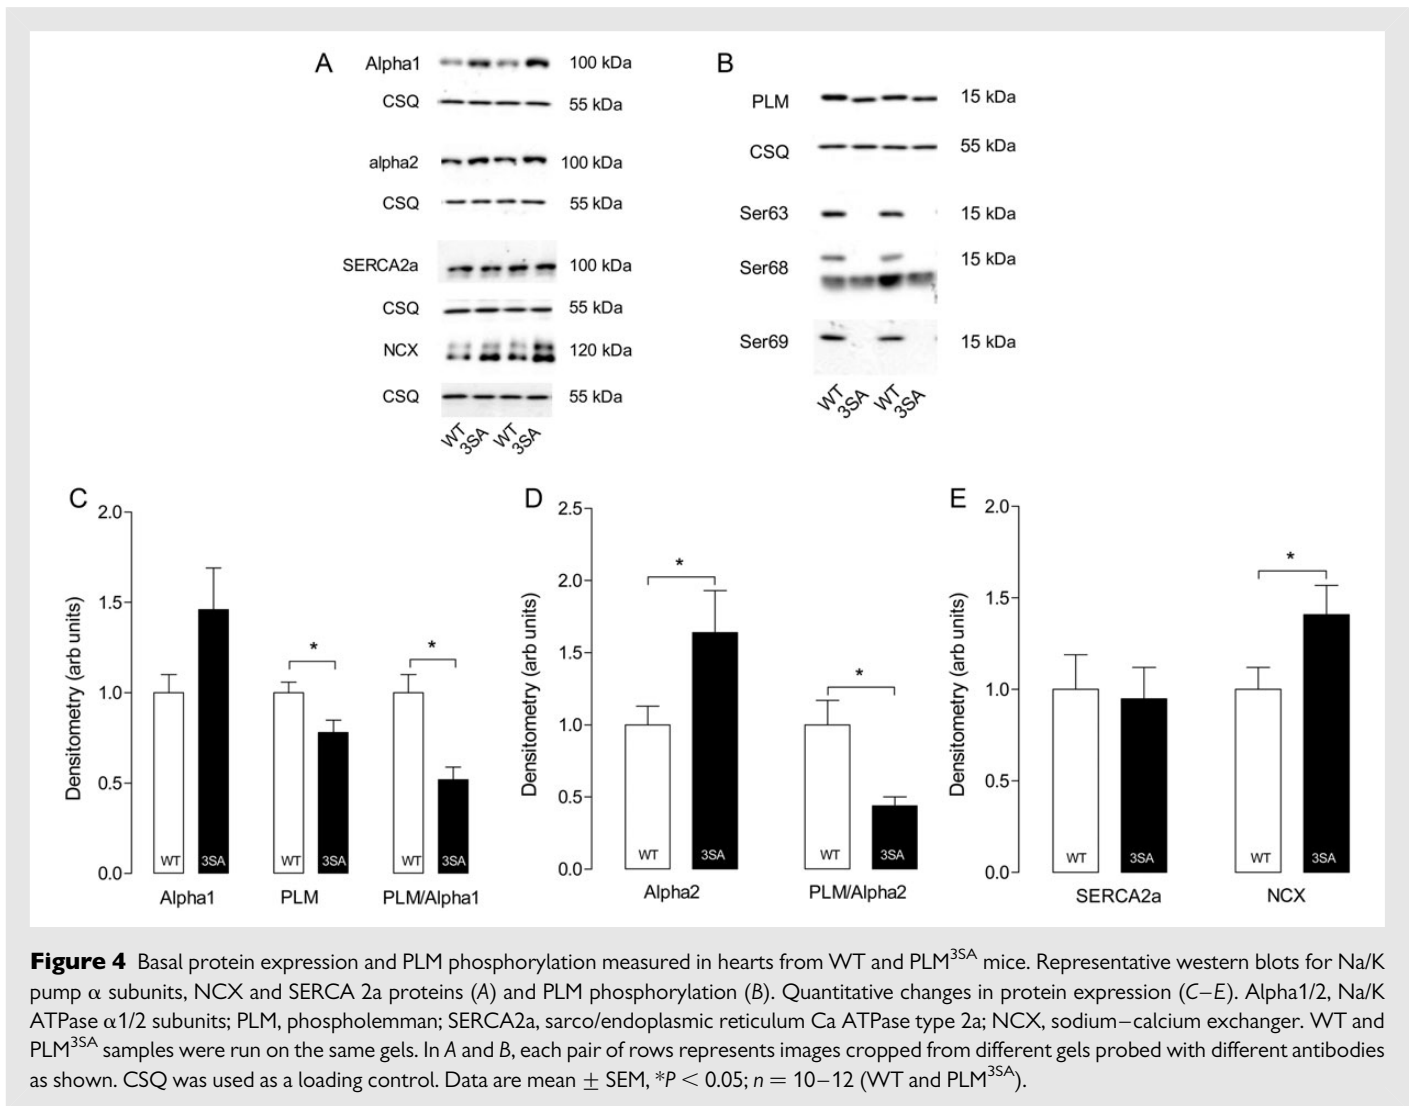 A
Alpha1 100 kDa
CSQ 55 kDa
alpha2 100 kDa
CSQ 55 kDa
SERCA2a 100 kDa
CSQ 55 kDa
NCX 120 kDa
CSQ 55 kDa
WT 3SA WT 3SA
B
PLM 15 kDa
CSQ 55 kDa
Ser63 15 kDa
Ser68 15 kDa
Ser69 15 kDa
WT 3SA WT 3SA
C
Densitometry (arb units)
2.0
1.5
1.0
0.5
0.0
* *
WT 3SA WT 3SA WT 3SA
Alpha1 PLM PLM/Alpha1
D
Densitometry (arb units)
2.5
2.0
1.5
1.0
0.5
0.0
* *
WT 3SA WT 3SA
Alpha2 PLM/Alpha2
E
Densitometry (arb units)
2.0
1.5
1.0
0.5
0.0
*
WT 3SA WT 3SA
SERCA2a NCX
Figure 4 Basal protein expression and PLM phosphorylation measured in hearts from WT and PLM³ˢᴬ mice. Representative western blots for Na/K
pump α subunits, NCX and SERCA 2a proteins (A) and PLM phosphorylation (B). Quantitative changes in protein expression (C–E). Alpha1/2, Na/K
ATPase α1/2 subunits; PLM, phospholemman; SERCA2a, sarco/endoplasmic reticulum Ca ATPase type 2a; NCX, sodium–calcium exchanger. WT and
PLM³ˢᴬ samples were run on the same gels. In A and B, each pair of rows represents images cropped from different gels probed with different antibodies
as shown. CSQ was used as a loading control. Data are mean ± SEM, *P < 0.05; n = 10–12 (WT and PLM³ˢᴬ).